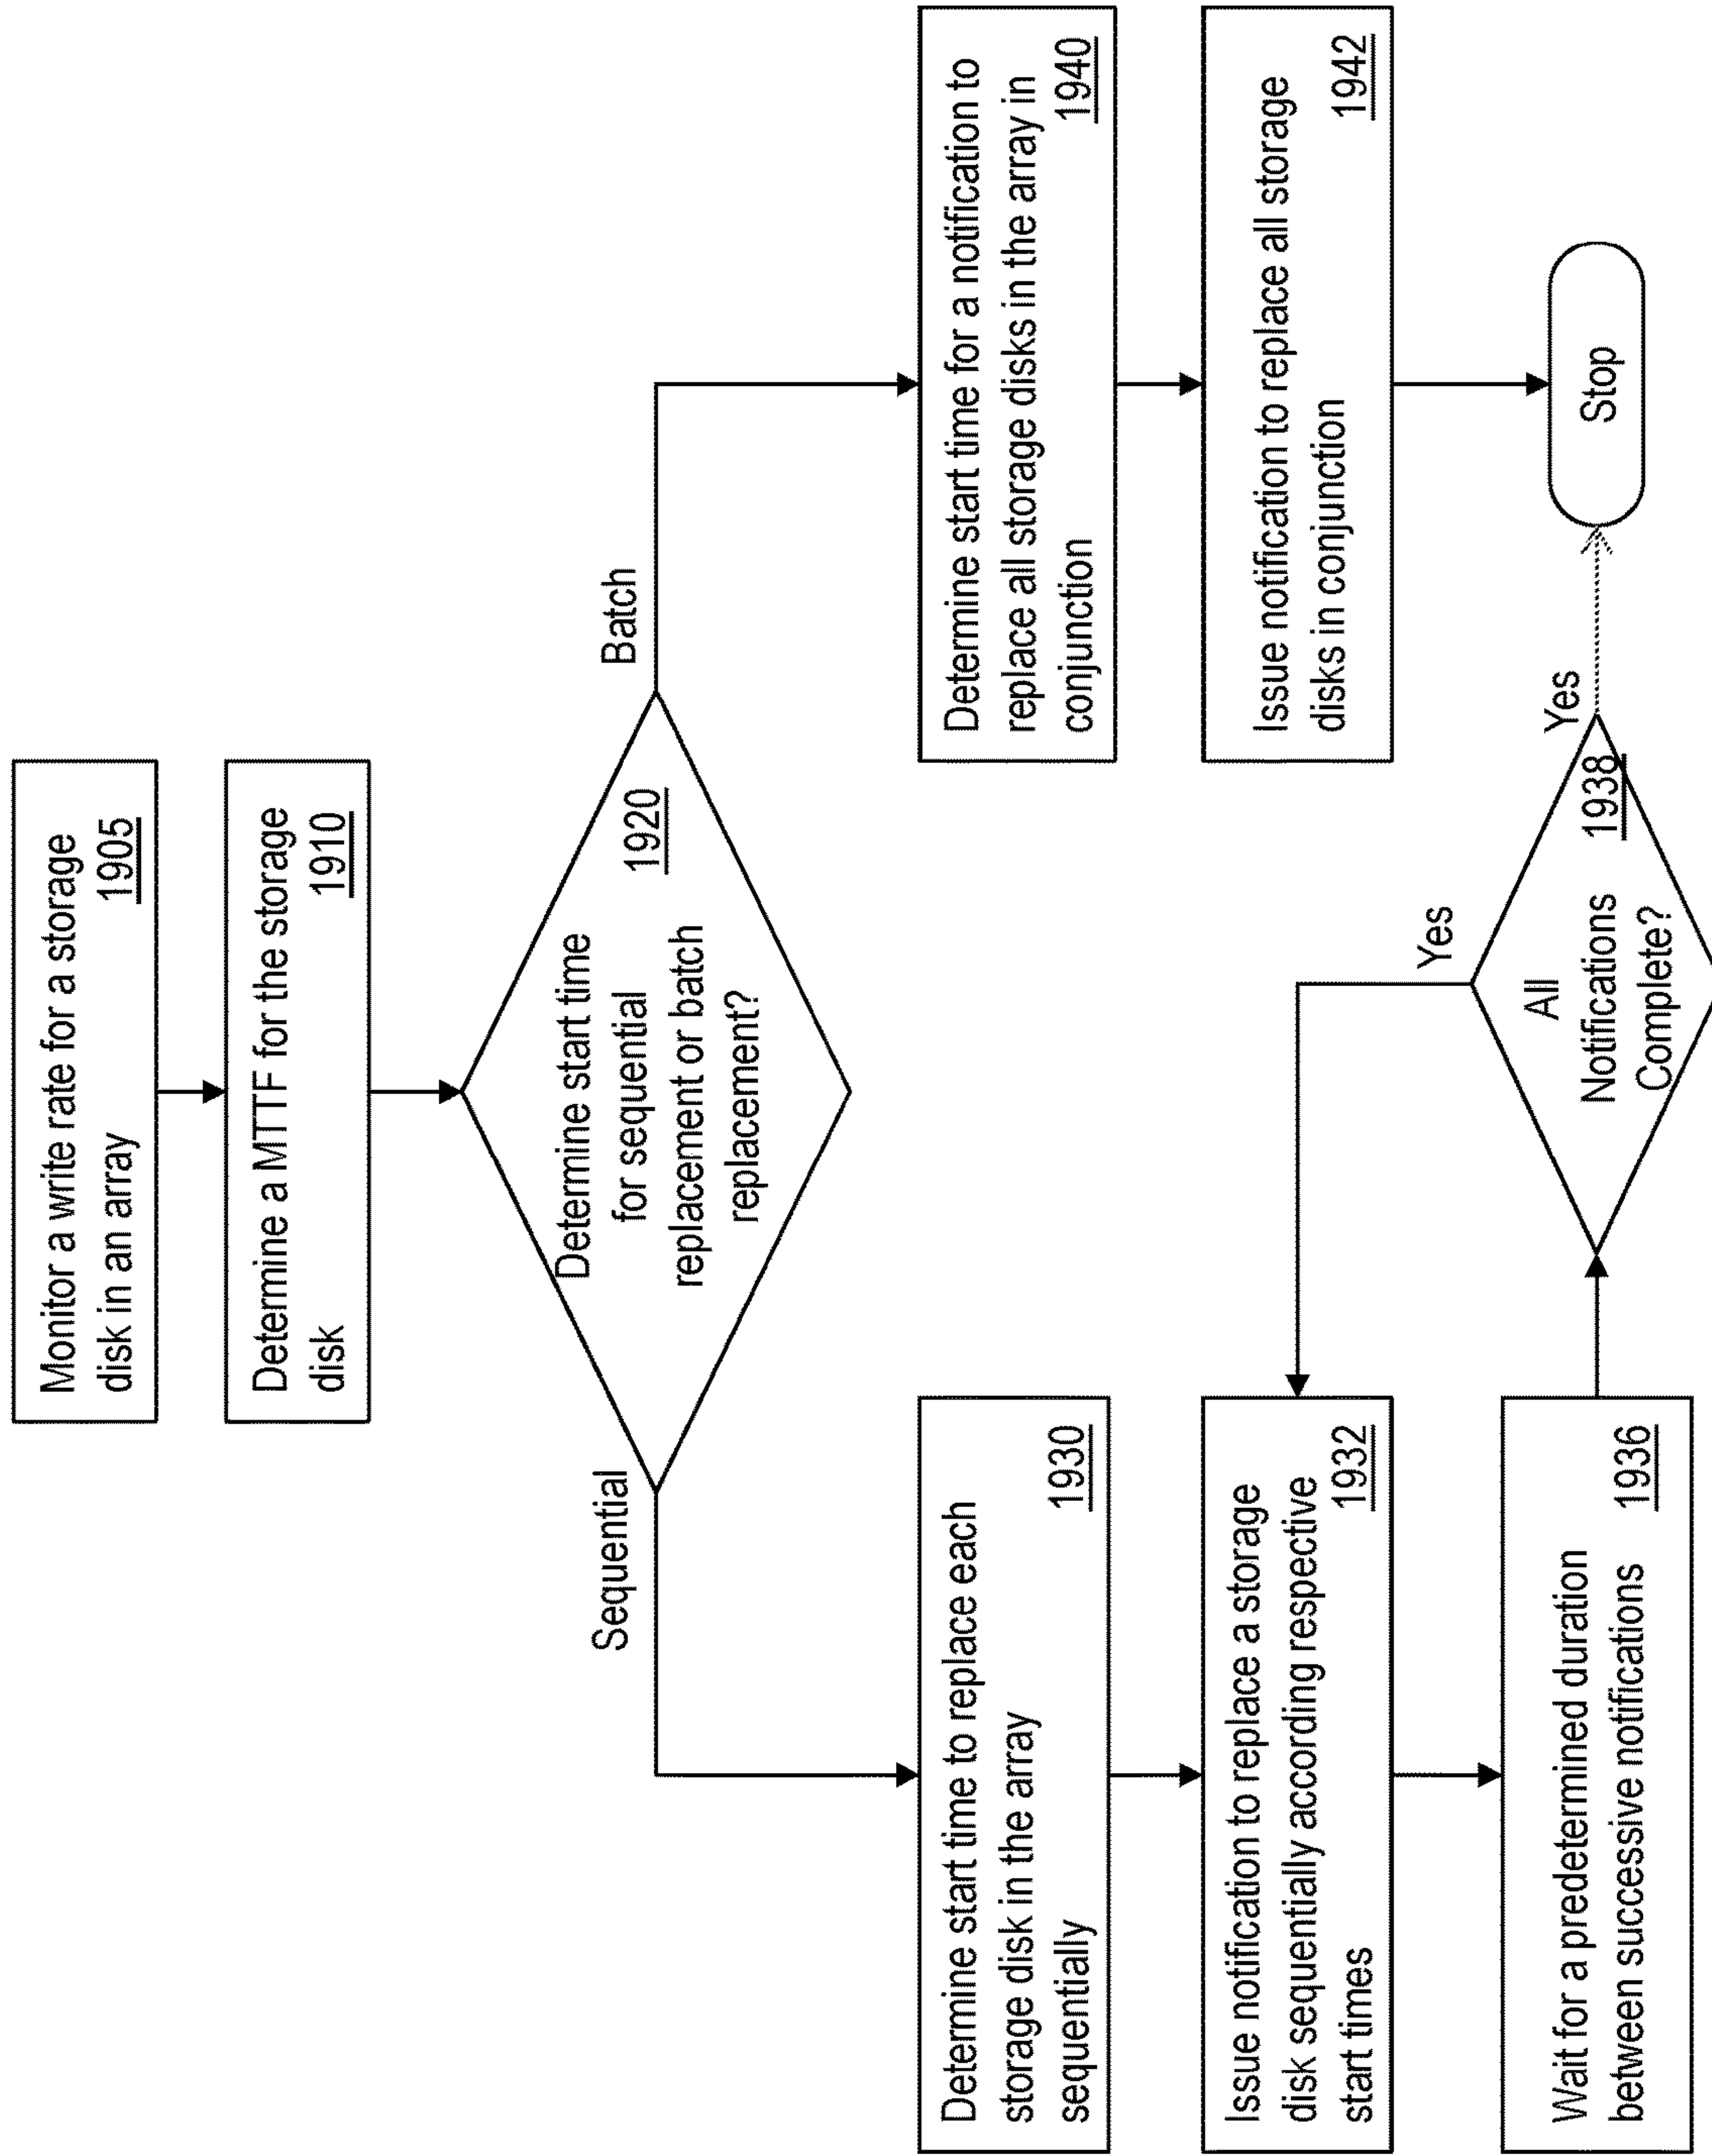 Monitor a write rate for a storage
disk in an array
1905
Determine a MTTF for the storage
disk
1910
Determine start time
for sequential
replacement or batch
replacement?
1920
Sequential
Batch
Determine start time to replace each
storage disk in the array
sequentially
1930
Issue notification to replace a storage
disk sequentially according respective
start times
1932
Wait for a predetermined duration
between successive notifications
1936
All
Notifications
Complete?
1938
Yes
Yes
Determine start time for a notification to
replace all storage disks in the array in
conjunction
1940
Issue notification to replace all storage
disks in conjunction
1942
Stop